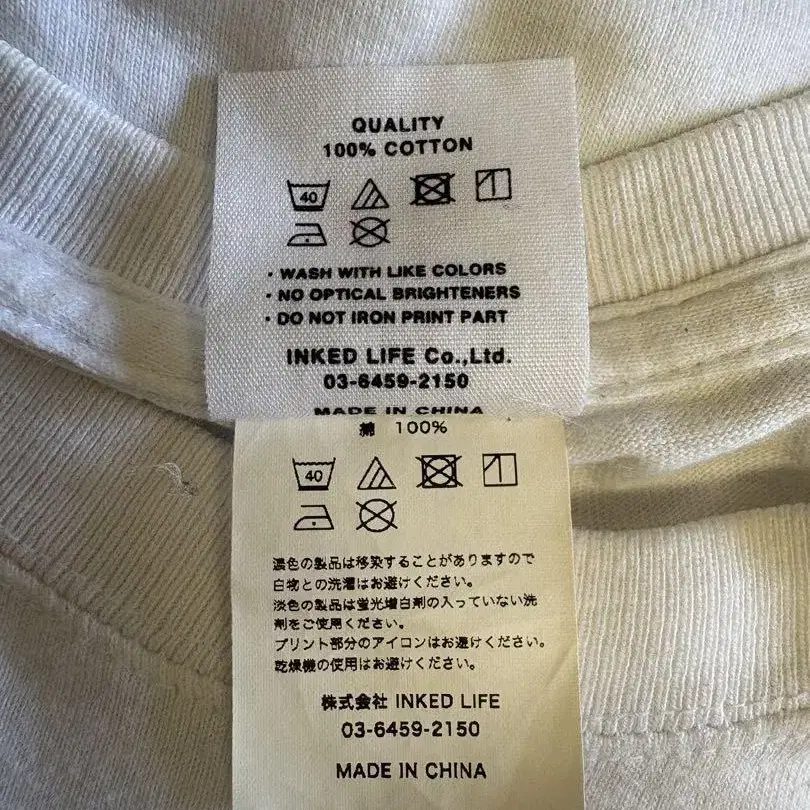 QUALITY
100% COTTON
40
• WASH WITH LIKE COLORS
• NO OPTICAL BRIGHTENERS
• DO NOT IRON PRINT PART
INKED LIFE Co.,Ltd.
03-6459-2150
MADE IN CHINA
綿 100%
40
濃色の製品は移染することがありますので
白物との洗濯はお避けください。
淡色の製品は蛍光増白剤の入っていない洗
剤をご使用ください。
プリント部分のアイロンはお避けください。
乾燥機の使用はお避けください。
株式会社 INKED LIFE
03-6459-2150
MADE IN CHINA